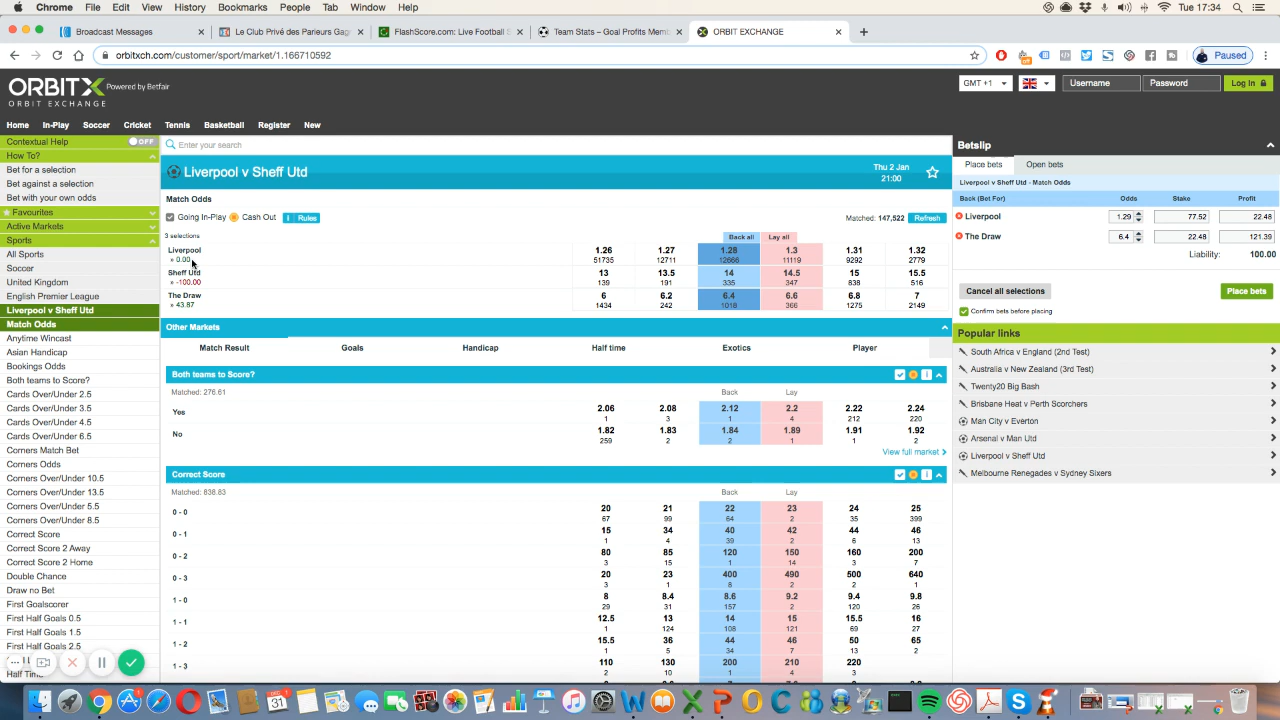 Chrome File Edit View History Bookmarks People Tab Window Help Tue 17:34
Broadcast Messages Le Club Privé des Parieurs Gag FlashScore.com: Live Football S Team Stats – Goal Profits Mem ORBIT EXCHANGE
orbitxch.com/customer/sport/market/1.166710592 Paused
ORBITX Powered by Betfair GMT +1 Username Password Log In
ORBIT EXCHANGE
Home In-Play Soccer Cricket Tennis Basketball Register New
Contextual Help OFF
How To?
Bet for a selection
Bet against a selection
Bet with your own odds
Favourites
Active Markets
Sports
All Sports
Soccer
United Kingdom
English Premier League
Liverpool v Sheff Utd
Match Odds
Anytime Wincast
Asian Handicap
Bookings Odds
Both teams to Score?
Cards Over/Under 2.5
Cards Over/Under 3.5
Cards Over/Under 4.5
Cards Over/Under 6.5
Corners Match Bet
Corners Odds
Corners Over/Under 10.5
Corners Over/Under 13.5
Corners Over/Under 5.5
Corners Over/Under 8.5
Correct Score
Correct Score 2 Away
Correct Score 2 Home
Double Chance
Draw no Bet
First Goalscorer
First Half Goals 0.5
First Half Goals 1.5
First Half Goals 2.5
Half Time
Enter your search
Liverpool v Sheff Utd Thu 2 Jan
21:00
Match Odds
Going In-Play Cash Out i Rules Matched: 147,522 Refresh
3 selections Back all Lay all
Liverpool 1.26 1.27 1.28 1.3 1.31 1.32
» 0.00 51735 12711 12666 11119 9292 2779
Sheff Utd 13 13.5 14 14.5 15 15.5
» -100.00 139 191 335 347 838 516
The Draw 6 6.2 6.4 6.6 6.8 7
» 43.87 1434 242 1018 366 675 2149
Other Markets
Match Result Goals Handicap Half time Exotics Player
Both teams to Score?
Matched: 276.61 Back Lay
Yes 2.06 2.08 2.12 2.2 2.22 2.24
1 3 1 4 212 220
No 1.82 1.83 1.84 1.89 1.91 1.92
259 2 2 1 1 2
View full market
Correct Score
Matched: 838.83 Back Lay
0 - 0 20 21 22 23 24 25
67 99 64 2 35 399
0 - 1 15 34 40 42 44 46
1 4 39 2 6 13
0 - 2 80 85 120 150 160 200
3 15 1 14 3 7
0 - 3 20 23 400 490 500 640
3 1 8 2 2 1
1 - 0 8 8.4 8.6 9.2 9.4 9.8
29 31 157 2 120 26
1 - 1 12.5 13 14 15 15.5 16
1 124 108 121 69 27
1 - 2 15.5 36 44 46 50 65
1 5 34 7 13 2
1 - 3 110 130 200 210 220
2 10 1 4 3
Betslip
Place bets Open bets
Liverpool v Sheff Utd - Match Odds
Back (Bet For) Odds Stake Profit
Liverpool 1.29 77.52 22.48
The Draw 6.4 22.48 121.39
Liability: 100.00
Cancel all selections Place bets
Confirm bets before placing
Popular links
South Africa v England (2nd Test)
Australia v New Zealand (3rd Test)
Twenty20 Big Bash
Brisbane Heat v Perth Scorchers
Man City v Everton
Arsenal v Man Utd
Liverpool v Sheff Utd
Melbourne Renegades v Sydney Sixers